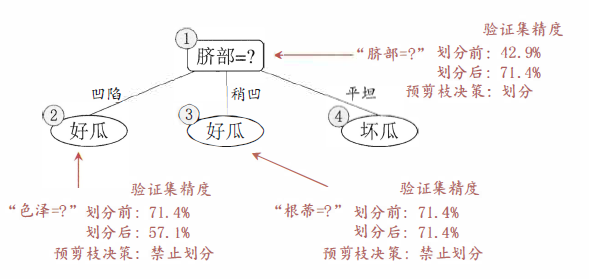 验证集精度
①
脐部=?
“脐部=?” 划分前: 42.9%
划分后: 71.4%
预剪枝决策: 划分
凹陷
稍凹
平坦
②
好瓜
③
好瓜
④
坏瓜
验证集精度
“色泽=?” 划分前: 71.4%
划分后: 57.1%
预剪枝决策: 禁止划分
验证集精度
“根蒂=?” 划分前: 71.4%
划分后: 71.4%
预剪枝决策: 禁止划分